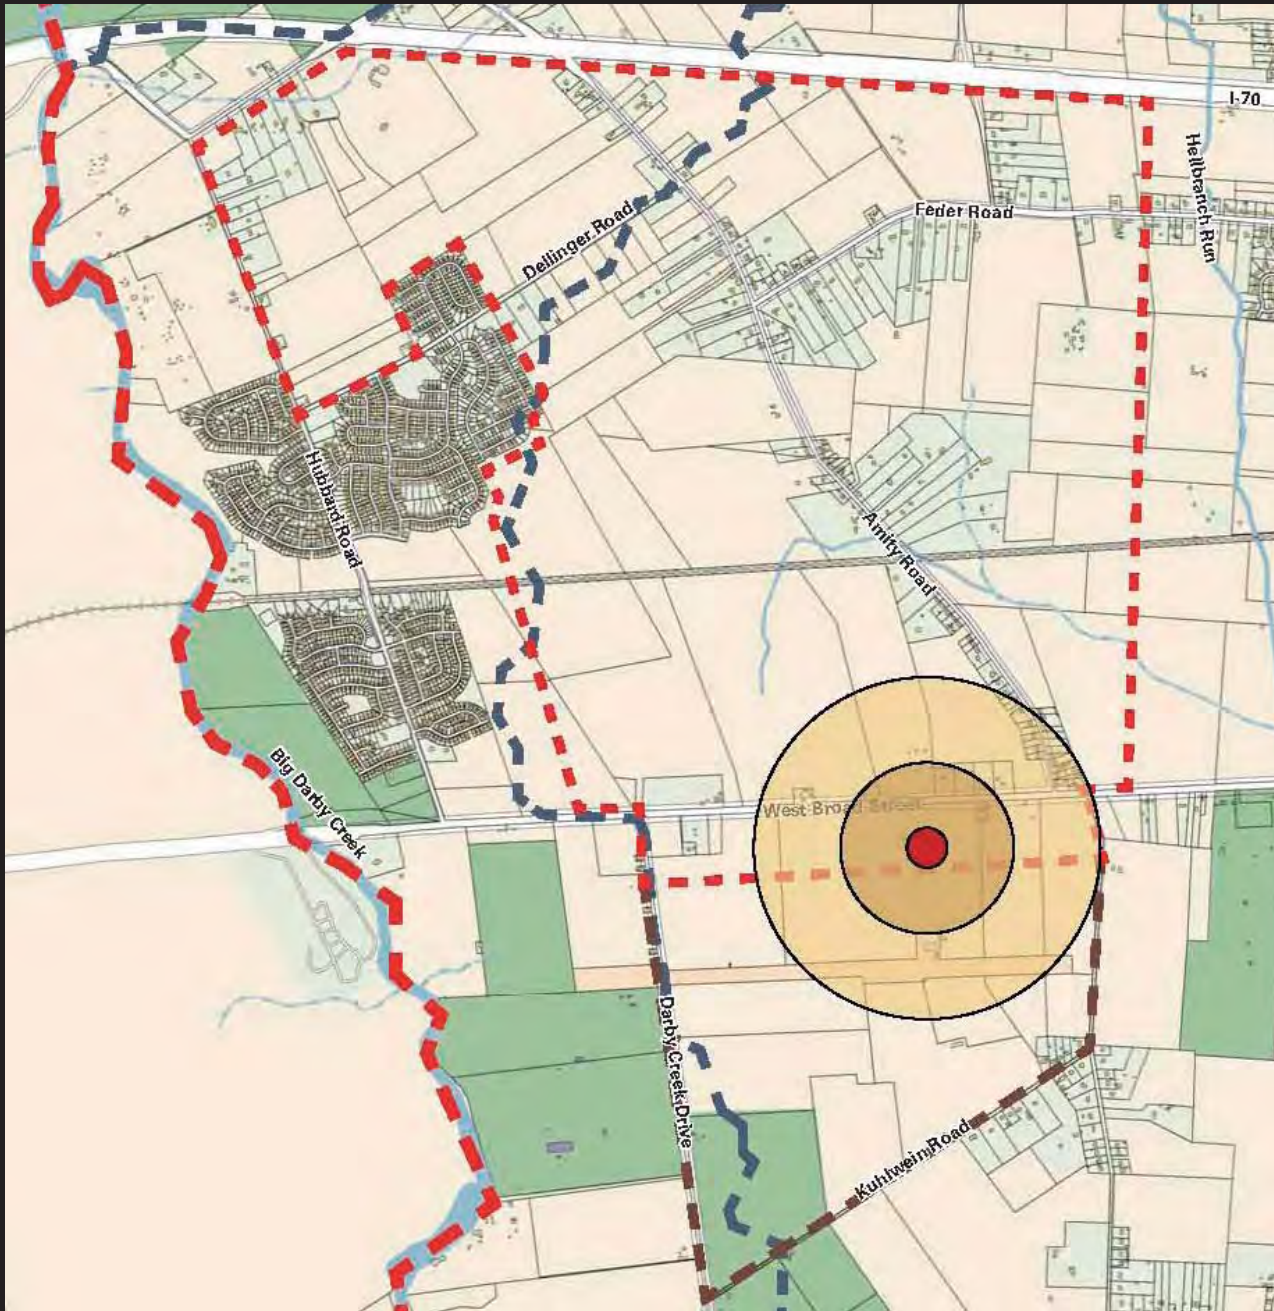 I-70
Hellbranch Run
Feder Road
Dellinger Road
Hubbard Road
Amity Road
Big Darby Creek
West Broad Street
Darby Creek Drive
Kuhlwein Road